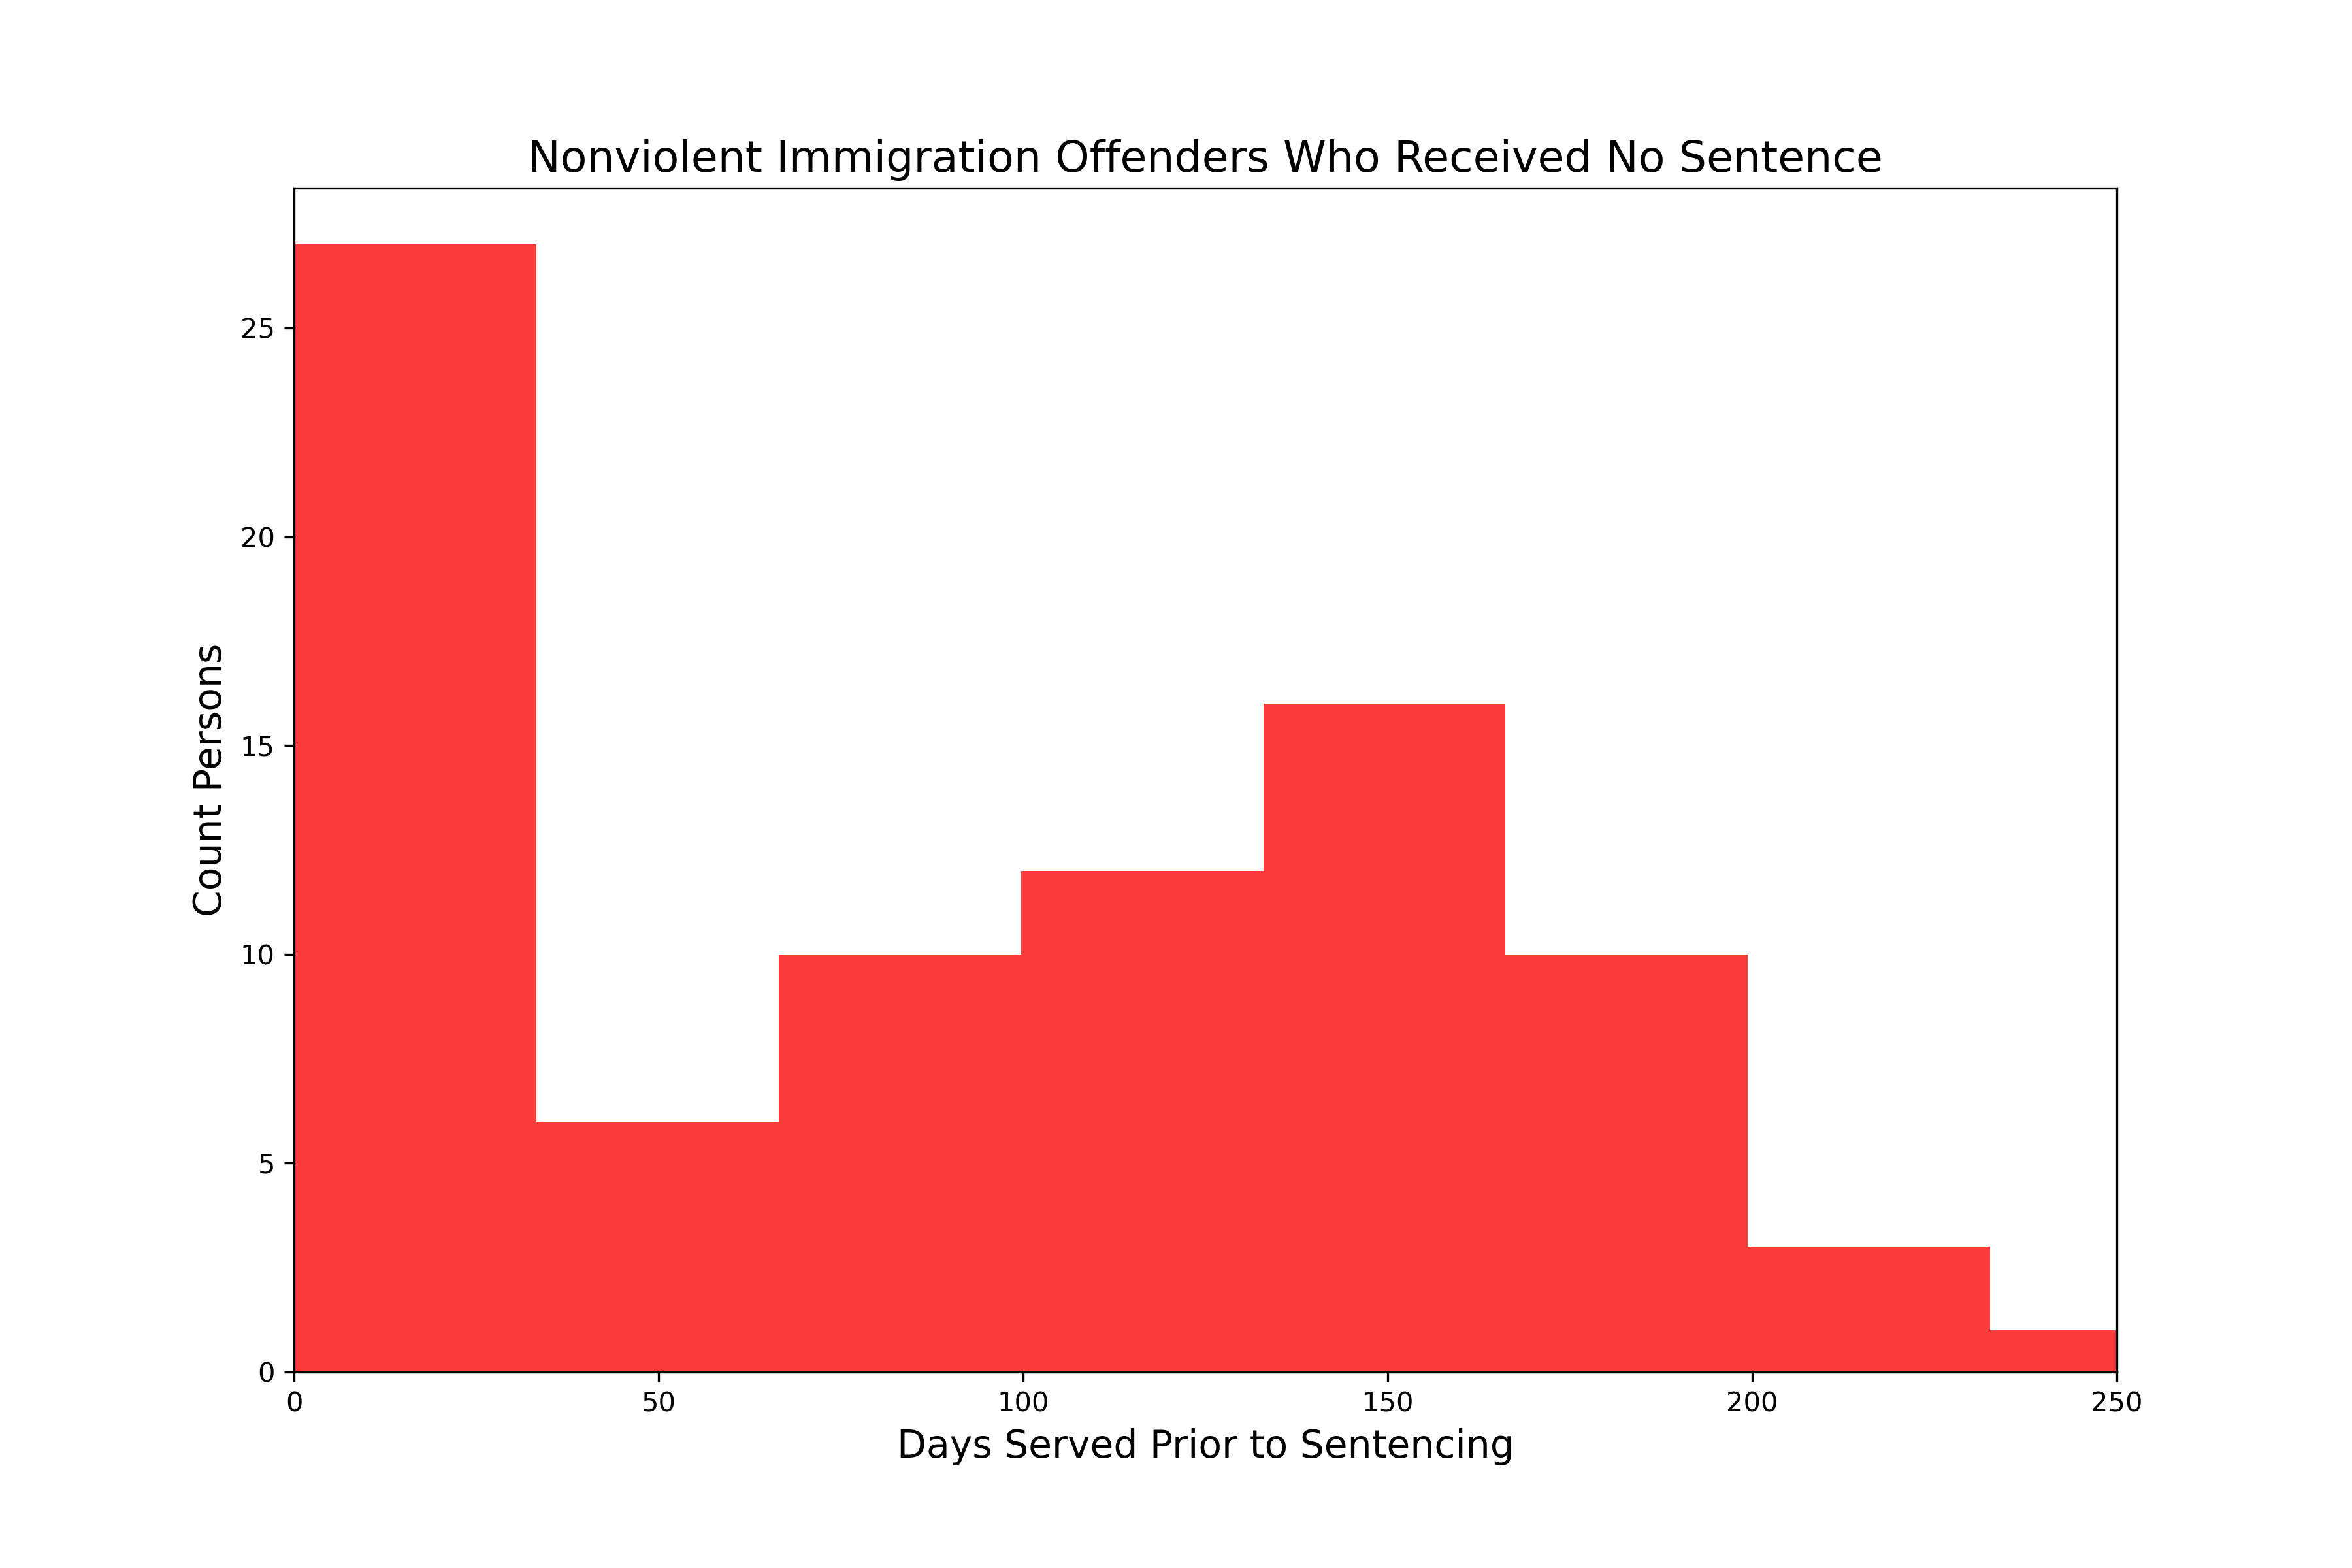 Nonviolent Immigration Offenders Who Received No Sentence
25
20
15
10
5
0
Count Persons
0 50 100 150 200 250
Days Served Prior to Sentencing